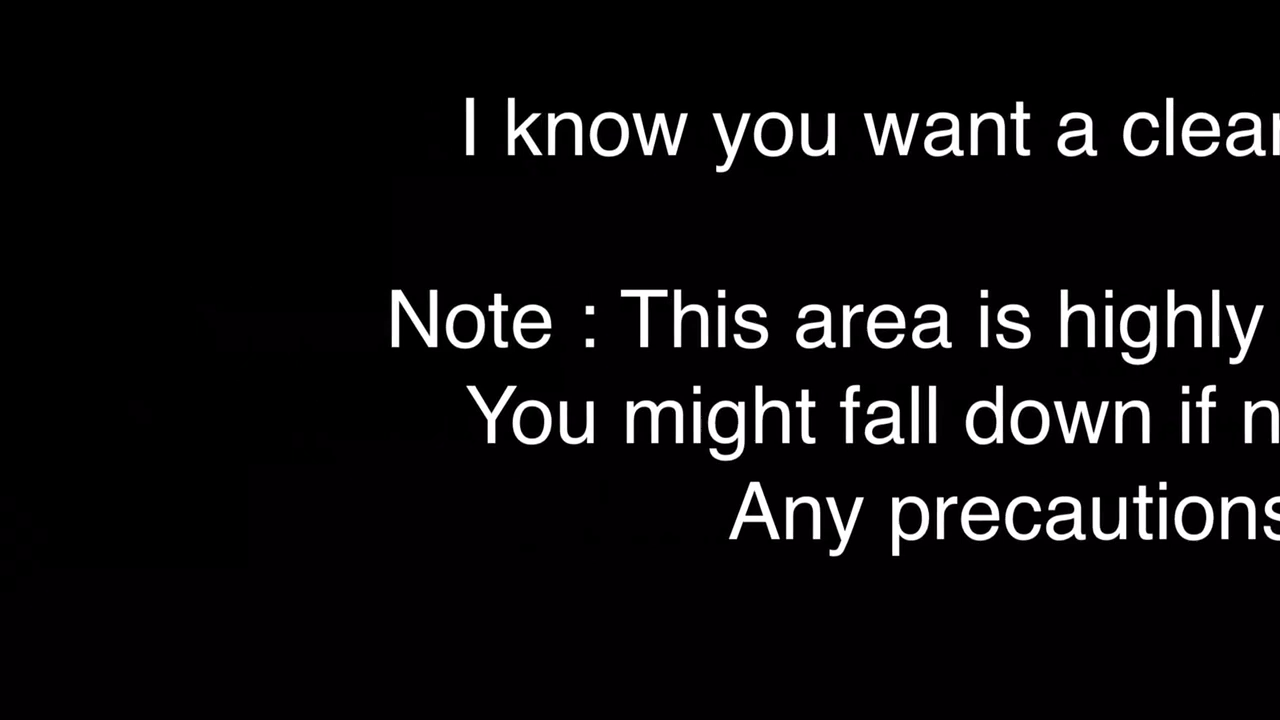 I know you want a clear
Note : This area is highly
You might fall down if n
Any precautions